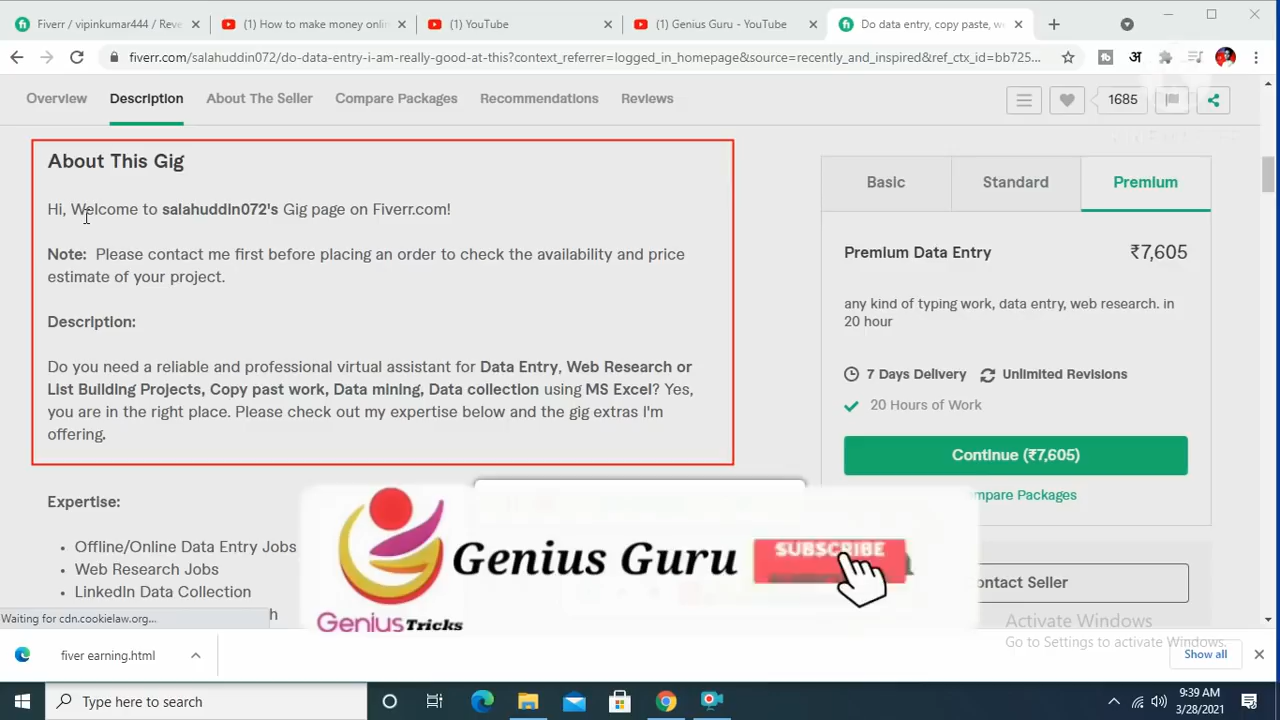 Fiverr / vipinkumar444 / Reve
(1) How to make money onlin
(1) YouTube
(1) Genius Guru - YouTube
Do data entry, copy paste, we
fiverr.com/salahuddin072/do-data-entry-i-am-really-good-at-this?context_referrer=logged_in_homepage&source=recently_and_inspired&ref_ctx_id=bb725...
अ
Overview Description About The Seller Compare Packages Recommendations Reviews
1685
About This Gig
Hi, Welcome to salahuddin072's Gig page on Fiverr.com!
Note: Please contact me first before placing an order to check the availability and price
estimate of your project.
Description:
Do you need a reliable and professional virtual assistant for Data Entry, Web Research or
List Building Projects, Copy past work, Data mining, Data collection using MS Excel? Yes,
you are in the right place. Please check out my expertise below and the gig extras I'm
offering.
Expertise:
Offline/Online Data Entry Jobs
Web Research Jobs
LinkedIn Data Collection
Basic Standard Premium
Premium Data Entry ₹7,605
any kind of typing work, data entry, web research. in
20 hour
7 Days Delivery Unlimited Revisions
20 Hours of Work
Continue (₹7,605)
mpare Packages
ontact Seller
Genius Guru
SUBSCRIBE
Genius Tricks
Waiting for cdn.cookielaw.org...
h
Activate Windows
Go to Settings to activate Windows.
fiver earning.html
Show all
Type here to search
9:39 AM
3/28/2021